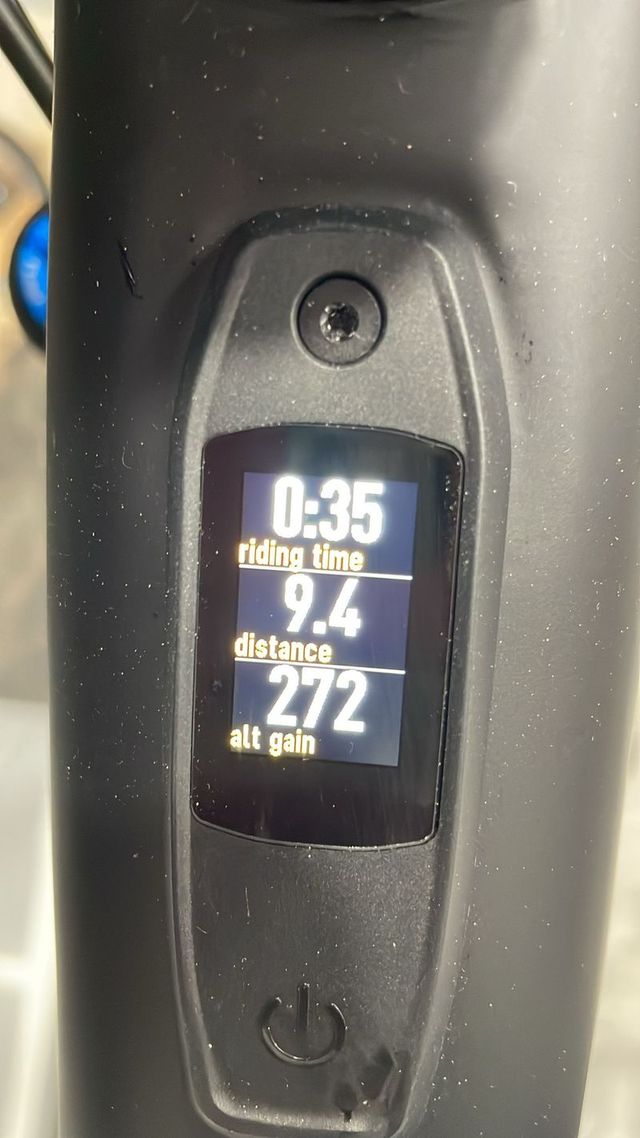 0:35
riding time
9.4
distance
272
alt gain